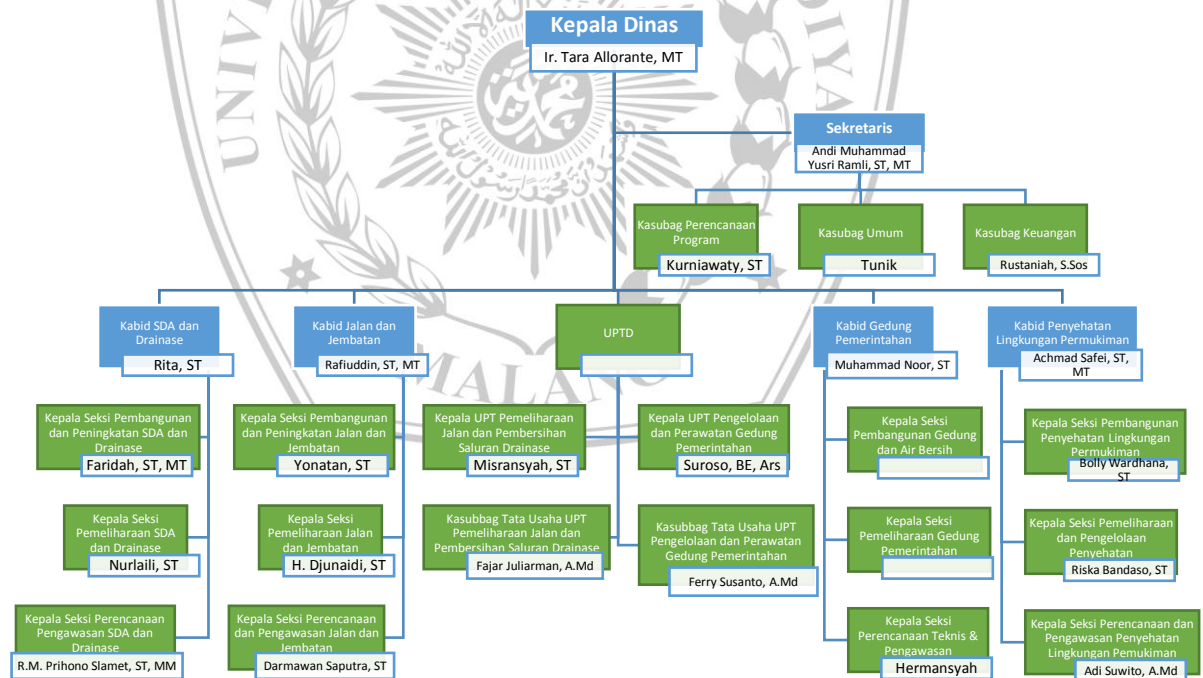 Kepala Dinas
Ir. Tara Allorante, MT
Sekretaris
Andi Muhammad
Yusri Ramli, ST, MT
Kasubag Perencanaan
Program
Kurniawaty, ST
Kasubag Umum
Tunik
Kasubag Keuangan
Rustaniah, S.Sos
Kabid SDA dan
Drainase
Rita, ST
Kabid Jalan dan
Jembatan
Rafiuddin, ST, MT
UPTD
Kabid Gedung
Pemerintahan
Muhammad Noor, ST
Kabid Penyehatan
Lingkungan Permukiman
Achmad Safei, ST,
MT
Kepala Seksi Pembangunan
dan Peningkatan SDA dan
Drainase
Faridah, ST, MT
Kepala Seksi Pembangunan
dan Peningkatan Jalan dan
Jembatan
Yonatan, ST
Kepala UPT Pemeliharaan
Jalan dan Pembersihan
Saluran Drainase
Misransyah, ST
Kepala UPT Pengelolaan
dan Perawatan Gedung
Pemerintahan
Suroso, BE, Ars
Kepala Seksi
Pembangunan Gedung
dan Air Bersih
Kepala Seksi Pembangunan
Penyehatan Lingkungan
Permukiman
Bolly Wardhana,
ST
Kepala Seksi
Pemeliharaan SDA
dan Drainase
Nurlaili, ST
Kepala Seksi
Pemeliharaan Jalan
dan Jembatan
H. Djunaidi, ST
Kasubbag Tata Usaha UPT
Pemeliharaan Jalan dan
Pembersihan Saluran Drainase
Fajar Juliarman, A.Md
Kasubbag Tata Usaha UPT
Pengelolaan dan Perawatan
Gedung Pemerintahan
Ferry Susanto, A.Md
Kepala Seksi
Pemeliharaan Gedung
Pemerintahan
Kepala Seksi Pemeliharaan
dan Pengelolaan
Penyehatan
Riska Bandaso, ST
Kepala Seksi Perencanaan
Pengawasan SDA dan
Drainase
R.M. Prihono Slamet, ST, MM
Kepala Seksi Perencanaan
dan Pengawasan Jalan dan
Jembatan
Darmawan Saputra, ST
Kepala Seksi
Perencanaan Teknis &
Pengawasan
Hermansyah
Kepala Seksi Perencanaan dan
Pengawasan Penyehatan
Lingkungan Pemukiman
Adi Suwito, A.Md
MALANG